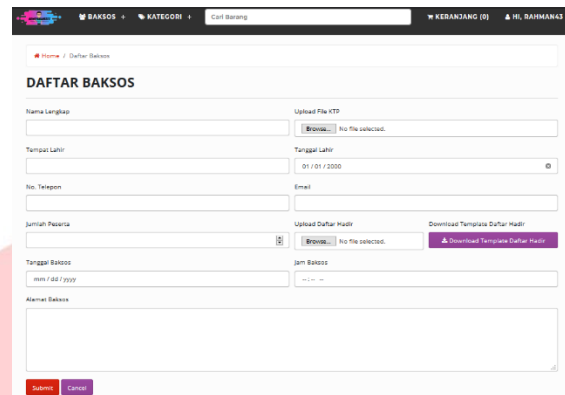 BAKSOS +
KATEGORI +
Cari Barang
KERANJANG (0)
HI, RAHMAN43
Home / Daftar Baksos
DAFTAR BAKSOS
Nama Lengkap
Upload File KTP
Browse... No file selected.
Tempat Lahir
Tanggal Lahir
01 / 01 / 2000
No. Telepon
Email
Jumlah Peserta
Upload Daftar Hadir
Download Template Daftar Hadir
Browse... No file selected.
Download Template Daftar Hadir
Tanggal Baksos
Jam Baksos
mm / dd / yyyy
--:-- --
Alamat Baksos
Submit
Cancel